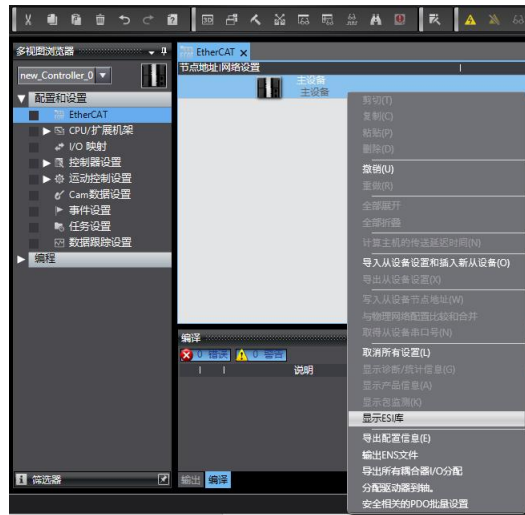 多视图浏览器
new_Controller_0
配置和设置
EtherCAT
CPU/扩展机架
I/O 映射
控制器设置
运动控制设置
Cam数据设置
事件设置
任务设置
数据跟踪设置
编程
筛选器
EtherCAT
节点地址|网络设置
主设备
主设备
剪切(T)
复制(C)
粘贴(P)
删除(D)
撤销(U)
重做(R)
全部展开
全部折叠
计算主机的传送延迟时间(N)
导入从设备设置和插入新从设备(O)
导出从设备设置(X)
写入从设备节点地址(W)
与物理网络配置比较和合并
取得从设备串口号(N)
取消所有设置(L)
显示诊断/统计信息(G)
显示产品信息(A)
显示包监测(K)
显示ESI库
导出配置信息(E)
输出ENS文件
导出所有耦合器I/O分配
分配驱动器到轴。
安全相关的PDO批量设置
编译
0 错误
0 警告
说明
输出
编译